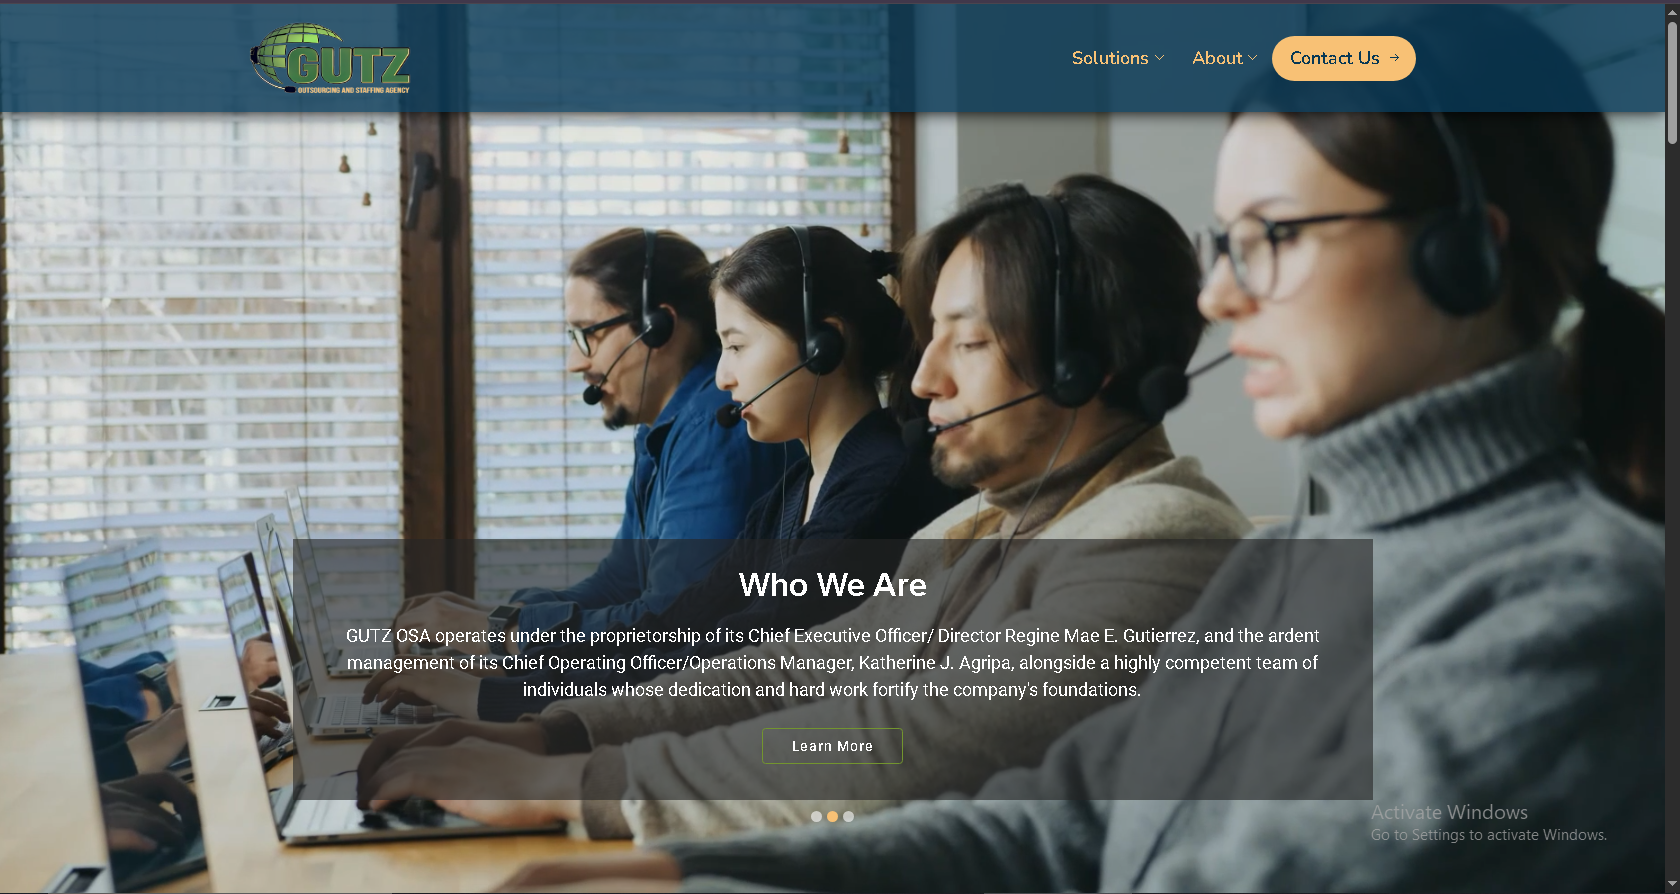 GUTZ
OUTSOURCING AND STAFFING AGENCY
Solutions
About
Contact Us
Who We Are
GUTZ OSA operates under the proprietorship of its Chief Executive Officer/ Director Regine Mae E. Gutierrez, and the ardent
management of its Chief Operating Officer/Operations Manager, Katherine J. Agripa, alongside a highly competent team of
individuals whose dedication and hard work fortify the company's foundations.
Learn More
Activate Windows
Go to Settings to activate Windows.